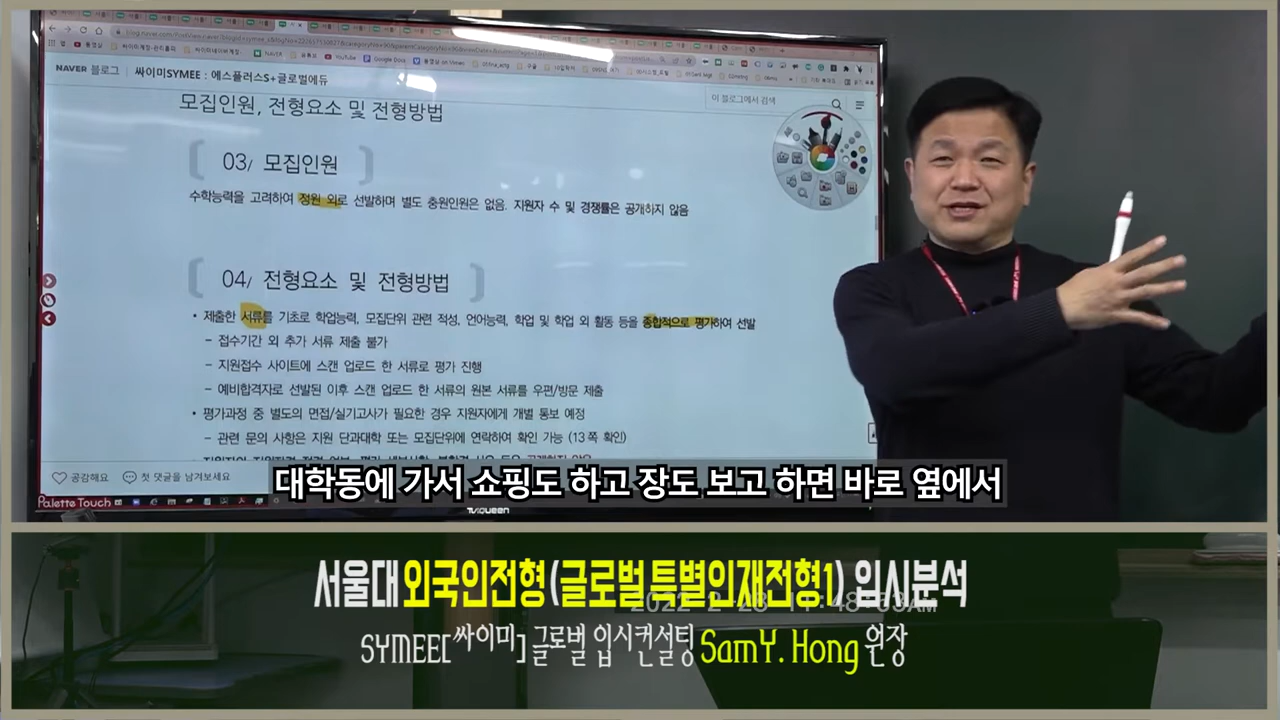 NAVER 블로그 싸이미SYMEE : 에스플러스S+글로벌에듀
이 블로그에서 검색
모집인원, 전형요소 및 전형방법
03/ 모집인원
수학능력을 고려하여 정원 외로 선발하며 별도 충원인원은 없음. 지원자 수 및 경쟁률은 공개하지 않음
04/ 전형요소 및 전형방법
• 제출한 서류를 기초로 학업능력, 모집단위 관련 적성, 언어능력, 학업 및 학업 외 활동 등을 종합적으로 평가하여 선발
– 접수기간 외 추가 서류 제출 불가
– 지원접수 사이트에 스캔 업로드 한 서류로 평가 진행
– 예비합격자로 선발된 이후 스캔 업로드 한 서류의 원본 서류를 우편/방문 제출
• 평가과정 중 별도의 면접/실기고사가 필요한 경우 지원자에게 개별 통보 예정
– 관련 문의 사항은 지원 단과대학 또는 모집단위에 연락하여 확인 가능 (13쪽 확인)
공감해요 첫 댓글을 남겨보세요
대학동에 가서 쇼핑도 하고 장도 보고 하면 바로 옆에서
PaletteTouch
서울대 외국인전형 (글로벌 특별인재전형1) 입시분석
SYMEE[싸이미] 글로벌 입시컨설팅 Sam Y. Hong 원장